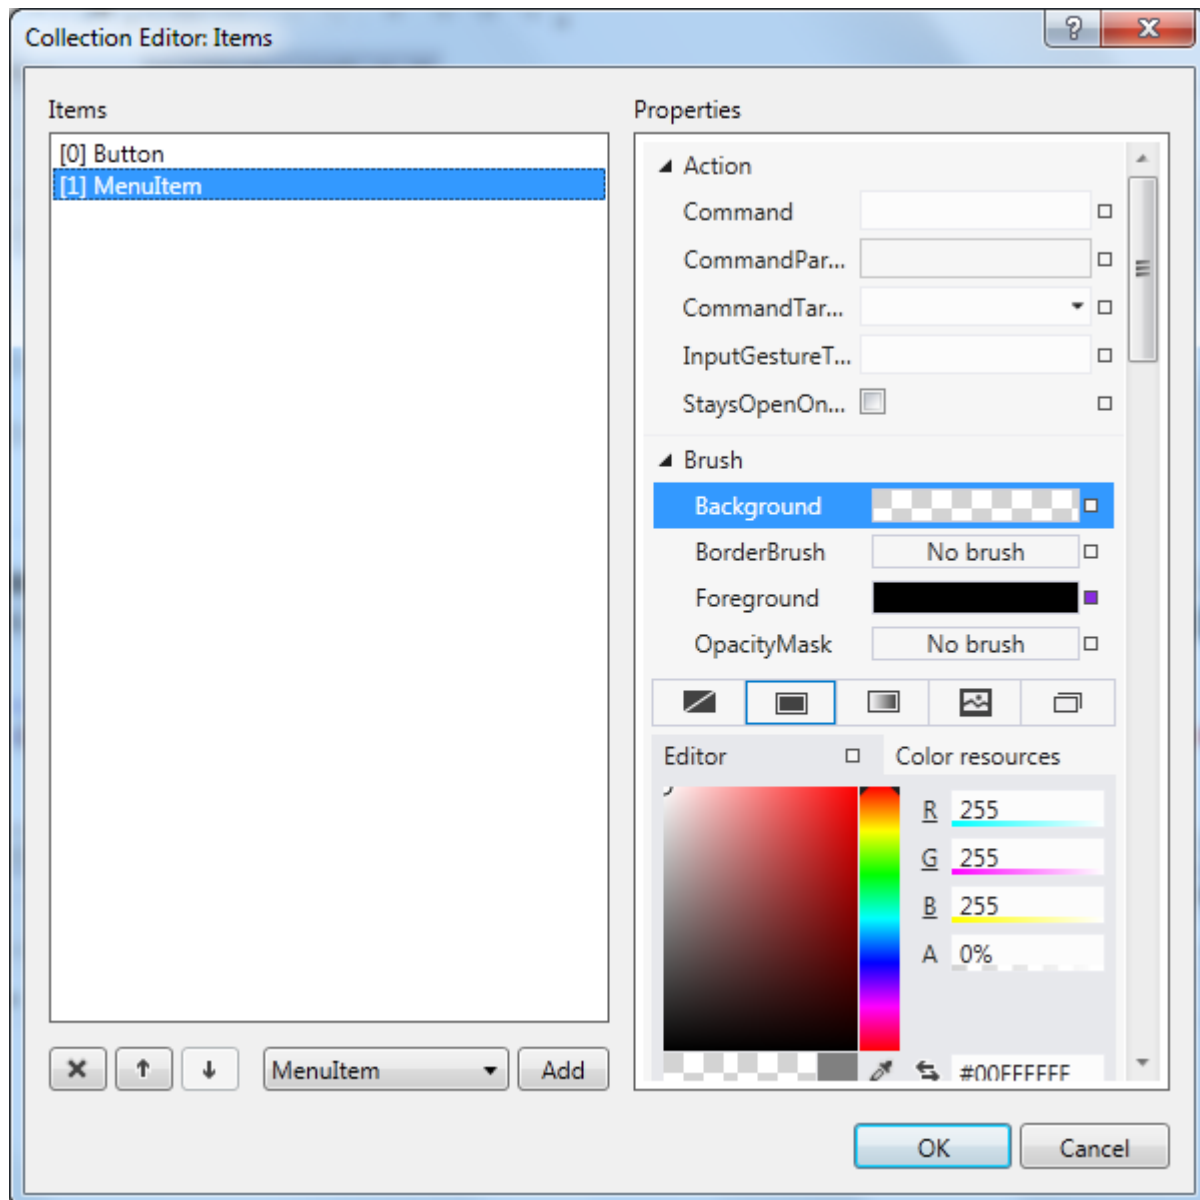 Collection Editor: Items
?
X
Items
Properties
[0] Button
[1] MenuItem
Action
Command
CommandPar...
CommandTar...
InputGestureT...
StaysOpenOn...
Brush
Background
BorderBrush No brush
Foreground
OpacityMask No brush
Editor Color resources
R 255
G 255
B 255
A 0%
#00FFFFFF
MenuItem Add
OK Cancel